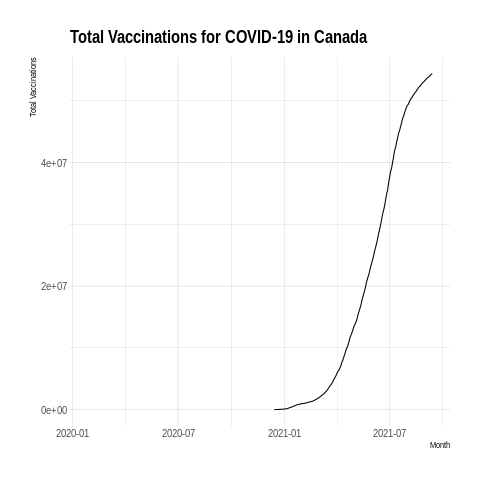 Total Vaccinations for COVID-19 in Canada
Total Vaccinations
4e+07
2e+07
0e+00
2020-01 2020-07 2021-01 2021-07
Month